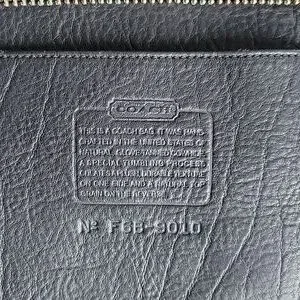 COACH
THIS IS A COACH BAG. IT WAS HAND-
CRAFTED IN THE UNITED STATES OF
NATURAL, GLOVE-TANNED COWHIDE.
A SPECIAL TUMBLING PROCESS
CREATES A PLUSH, DURABLE TEXTURE
ON ONE SIDE AND A NATURAL TOP
GRAIN ON THE REVERSE.
Nº F6B-9010